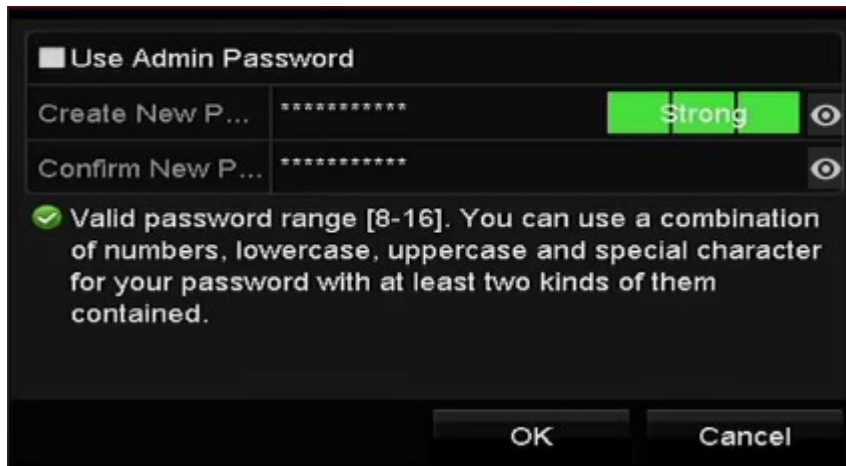 Use Admin Password
Create New P... *********** Strong
Confirm New P... ***********
Valid password range [8-16]. You can use a combination
of numbers, lowercase, uppercase and special character
for your password with at least two kinds of them
contained.
OK Cancel